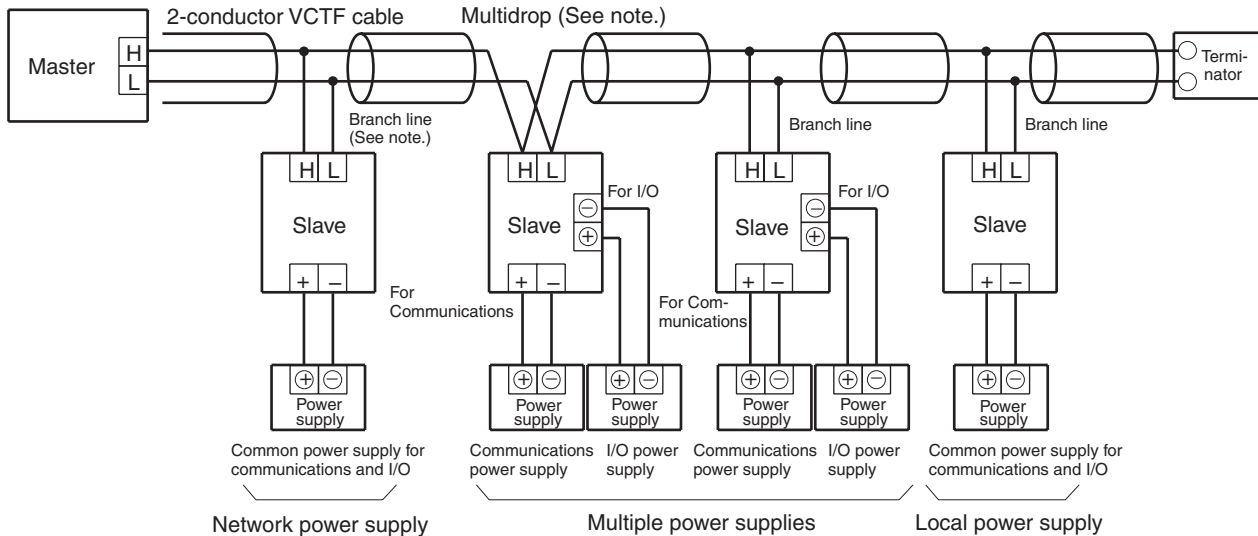 2-conductor VCTF cable
Multidrop (See note.)
Master
H
L
Termi-
nator
Branch line
(See note.)
Branch line
Branch line
H L
Slave
+ −
H L
Slave
For I/O
−
+
+ −
H L
Slave
For I/O
−
+
+ −
H L
Slave
+ −
For
Communications
For Com-
munications
+ −
Power
supply
+ −
Power
supply
+ −
Power
supply
+ −
Power
supply
+ −
Power
supply
+ −
Power
supply
Common power supply for
communications and I/O
Communications
power supply
I/O power
supply
Communications
power supply
I/O power
supply
Common power supply for
communications and I/O
Network power supply
Multiple power supplies
Local power supply